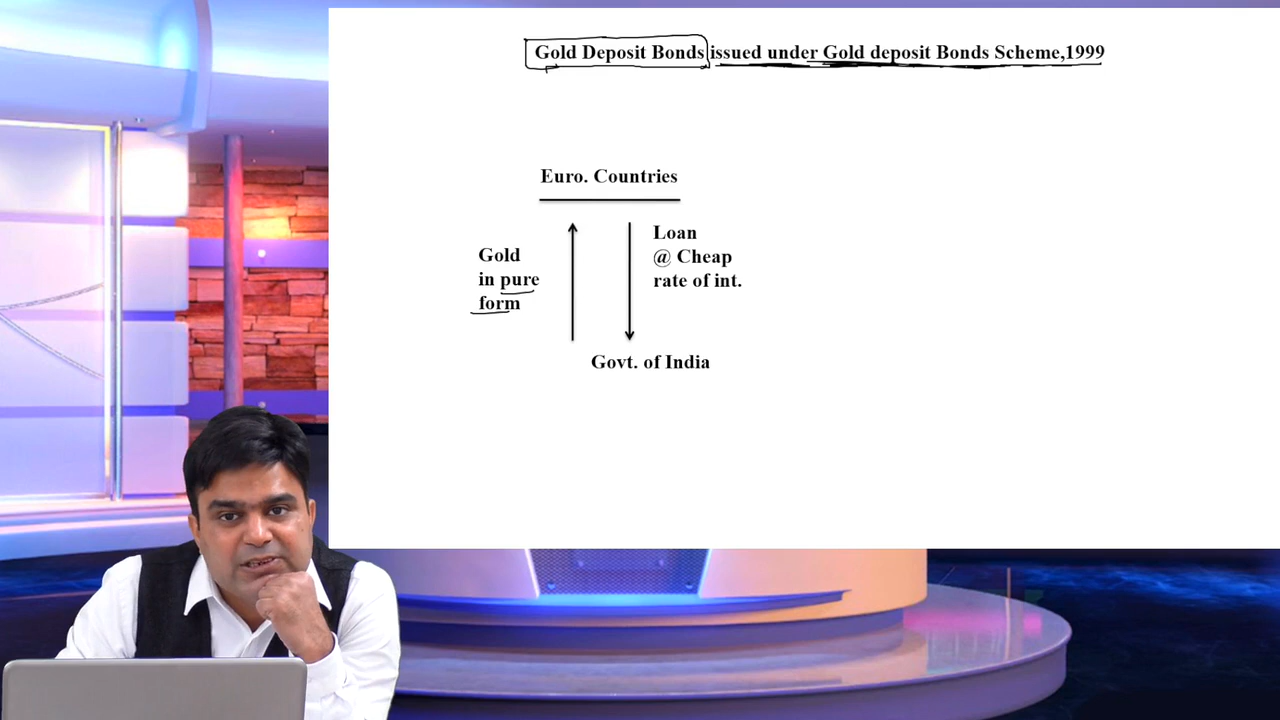 Gold Deposit Bonds issued under Gold deposit Bonds Scheme,1999
Euro. Countries
Gold
in pure
form
Loan
@ Cheap
rate of int.
Govt. of India